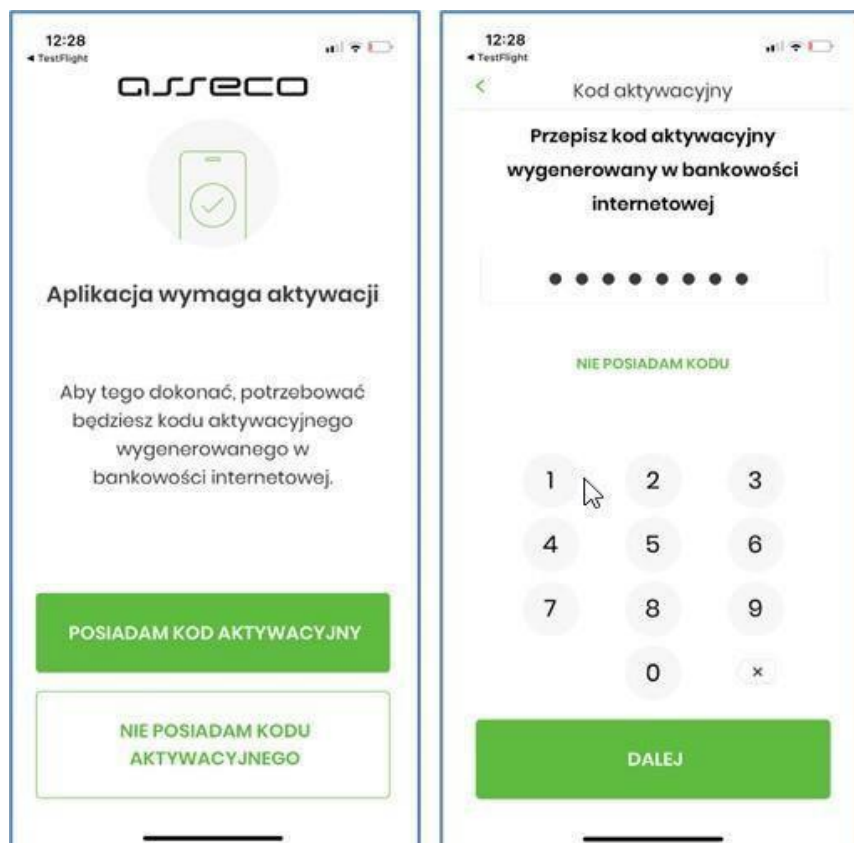 12:28
◄ TestFlight
asseco
Aplikacja wymaga aktywacji
Aby tego dokonać, potrzebować
będziesz kodu aktywacyjnego
wygenerowanego w
bankowości internetowej.
POSIADAM KOD AKTYWACYJNY
NIE POSIADAM KODU
AKTYWACYJNEGO
12:28
◄ TestFlight
Kod aktywacyjny
Przepisz kod aktywacyjny
wygenerowany w bankowości
internetowej
NIE POSIADAM KODU
1 2 3
4 5 6
7 8 9
0
DALEJ